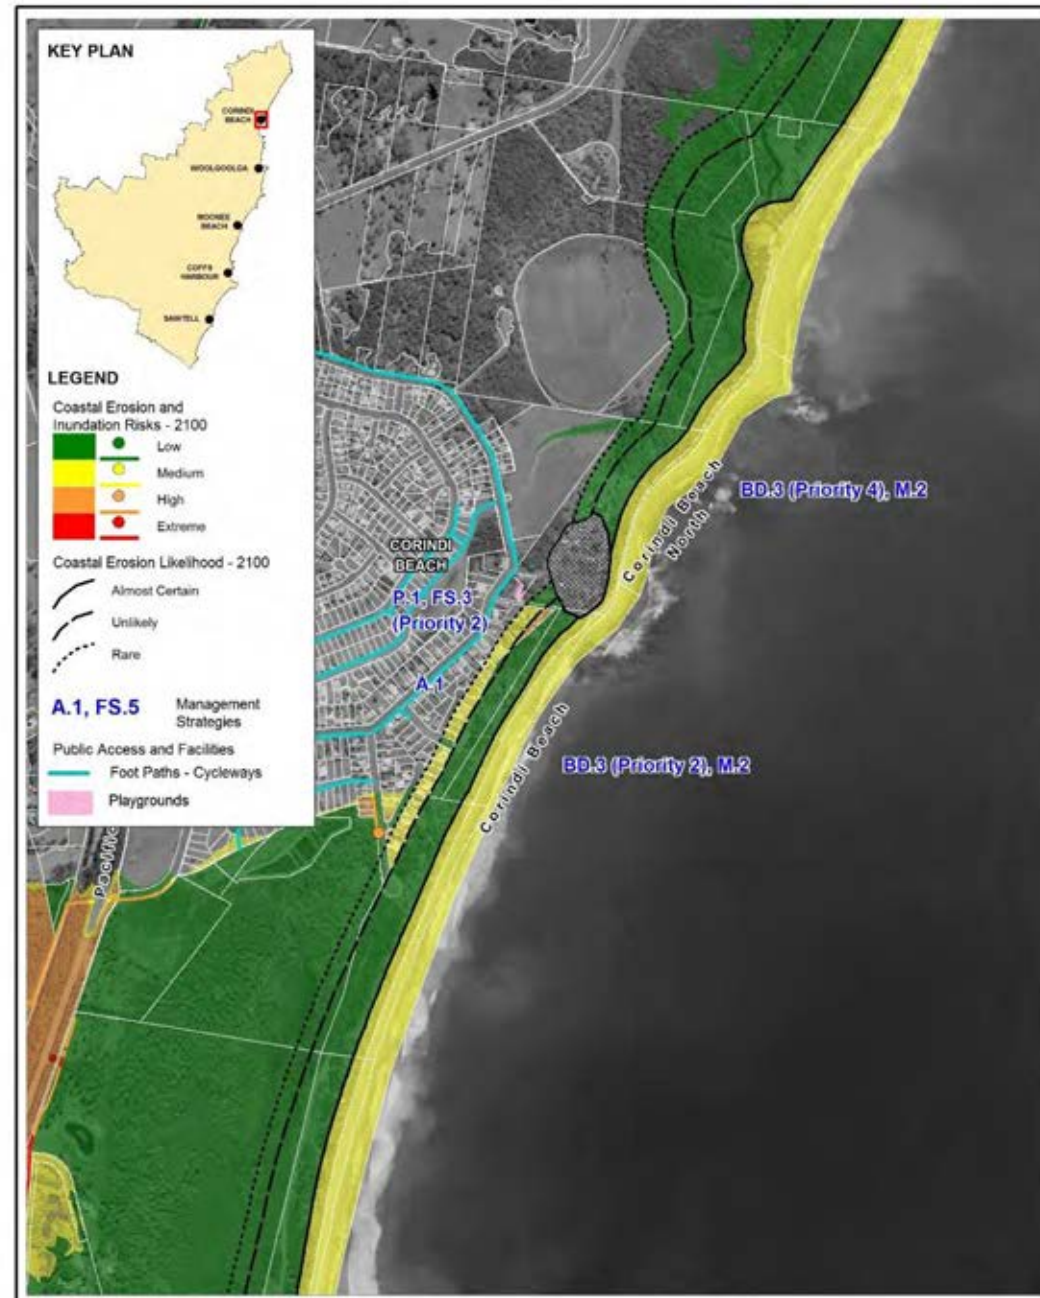 KEY PLAN
CORINDI
BEACH
WOOLGOOLGA
MOONEE
BEACH
COFFS
HARBOUR
SAWTELL
LEGEND
Coastal Erosion and
Inundation Risks - 2100
Low
Medium
High
Extreme
Coastal Erosion Likelihood - 2100
Almost Certain
Unlikely
Rare
A.1, FS.5
Management
Strategies
Public Access and Facilities
Foot Paths - Cycleways
Playgrounds
BD.3 (Priority 4), M.2
Corindi Beach
North
CORINDI
BEACH
P.1, FS.3
(Priority 2)
A.1
BD.3 (Priority 2), M.2
Corindi Beach
Pacific